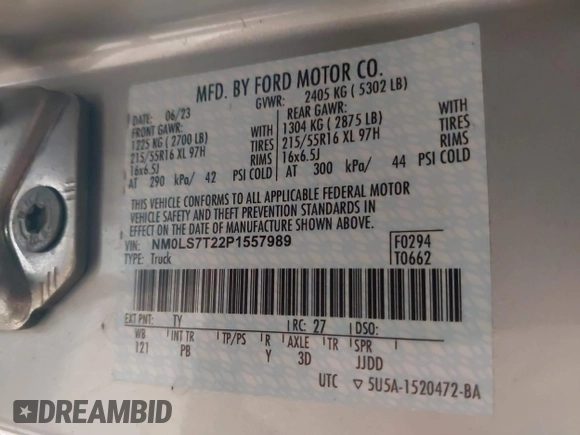 MFD. BY FORD MOTOR CO.
DATE: 06/23 GVWR: 2405 KG ( 5302 LB)
FRONT GAWR: REAR GAWR:
1225 KG ( 2700 LB) WITH 1304 KG ( 2875 LB) WITH
215/55R16 XL 97H TIRES 215/55R16 XL 97H TIRES
16x6.5J RIMS 16x6.5J RIMS
AT 290 kPa/ 42 PSI COLD AT 300 kPa/ 44 PSI COLD
THIS VEHICLE CONFORMS TO ALL APPLICABLE FEDERAL MOTOR
VEHICLE SAFETY AND THEFT PREVENTION STANDARDS IN
EFFECT ON THE DATE OF MANUFACTURE SHOWN ABOVE.
VIN: NM0LS7T22P1557989 F0294
TYPE: Truck T0662
EXT PNT: TY RC: 27 DSO:
WB INT TR TP/PS R AXLE TR SPR
121 PB Y 3D JJDD
UTC ▽ 5U5A-1520472-BA
DREAMBID